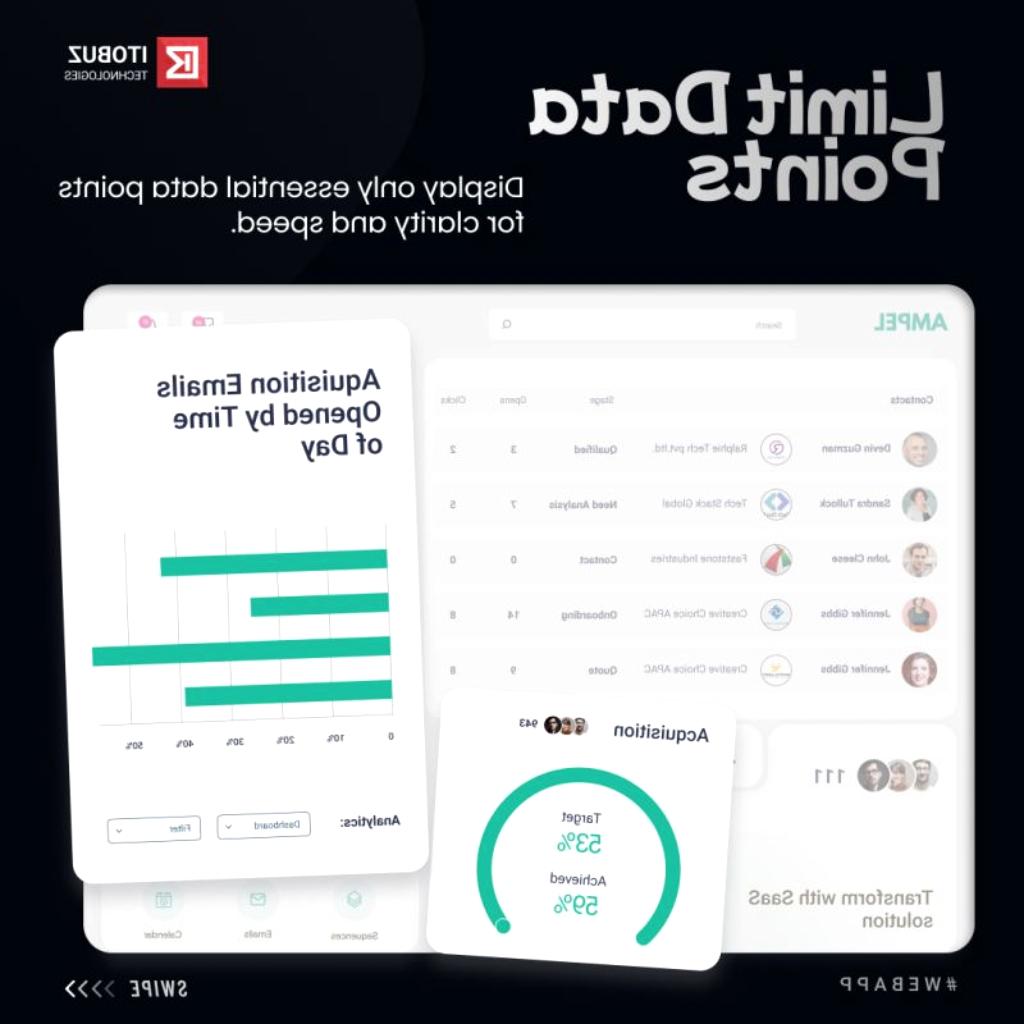 ITOBUZ
TECHNOLOGIES
Limit Data
Points
Display only essential data points
for clarity and speed.
AMPEL
Search
Contacts Stage Opens Clicks
Devin Guzman Ralphie Tech pvt.ltd. Qualified 3 2
Sandra Tullock Tech Stack Global Need Analysis 7 5
John Cleese Faststone Industries Contact 0 0
Jennifer Gibbs Creative Choice APAC Onboarding 14 8
Jennifer Gibbs Creative Choice APAC Quote 9 8
111
Transform with SaaS
solution
Acquisition 943
Target
53%
Achieved
59%
Aquisition Emails
Opened by Time
of Day
0 10% 20% 30% 40% 50%
Analytics: Dashboard Filter
Sequences Emails Calendar
#WEBAPP
SWIPE